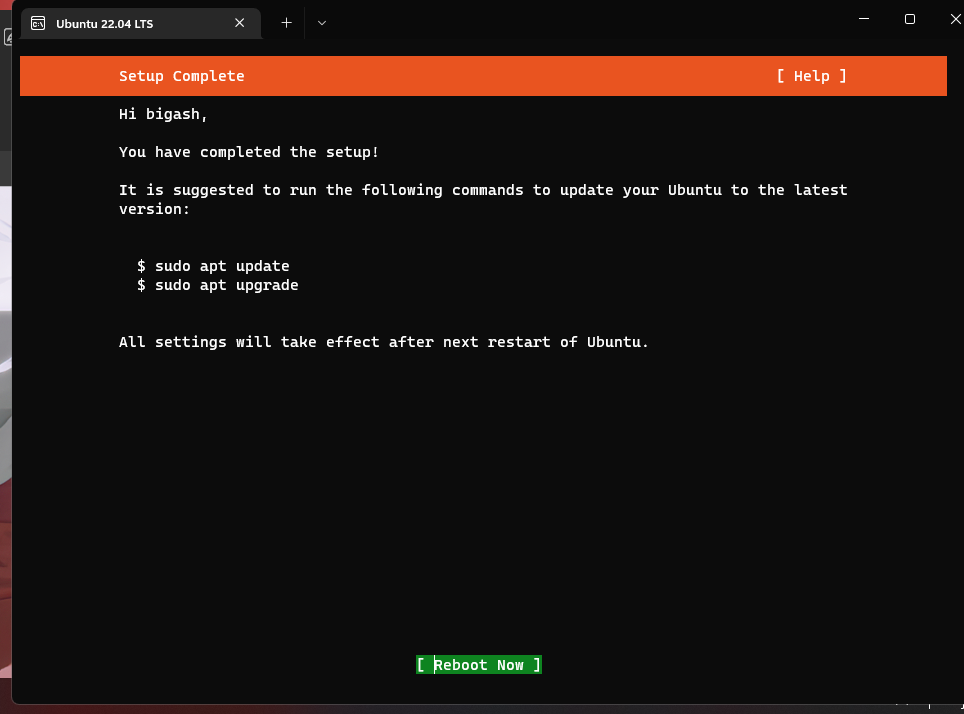 Ubuntu 22.04 LTS
Setup Complete [ Help ]
Hi bigash,
You have completed the setup!
It is suggested to run the following commands to update your Ubuntu to the latest
version:
$ sudo apt update
$ sudo apt upgrade
All settings will take effect after next restart of Ubuntu.
[ Reboot Now ]